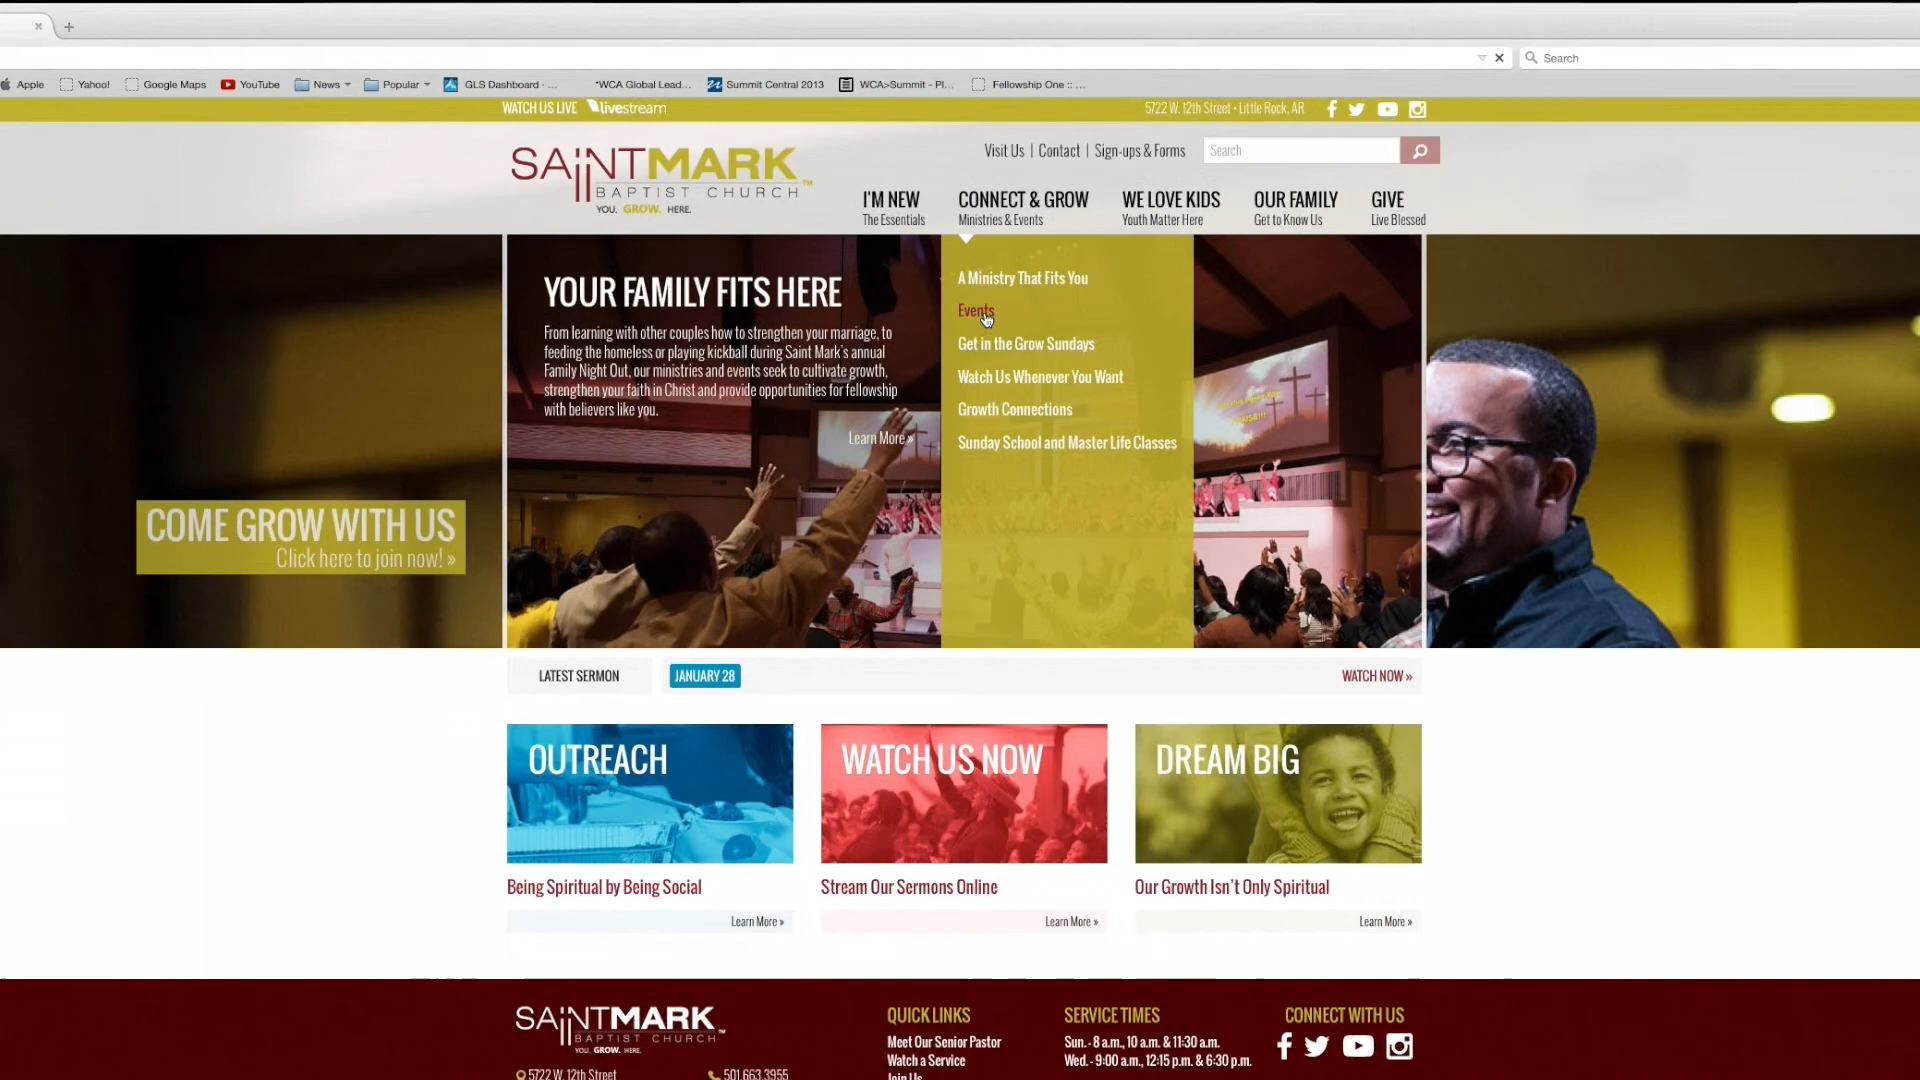 Search
Apple
Yahoo!
Google Maps
YouTube
News
Popular
GLS Dashboard · ...
*WCA Global Lead...
Summit Central 2013
WCA>Summit - Pl...
Fellowship One :: ...
WATCH US LIVE livestream
5722 W. 12th Street • Little Rock, AR
SAINTMARK™
BAPTIST CHURCH
YOU. GROW. HERE.
Visit Us | Contact | Sign-ups & Forms
Search
I'M NEW
The Essentials
CONNECT & GROW
Ministries & Events
WE LOVE KIDS
Youth Matter Here
OUR FAMILY
Get to Know Us
GIVE
Live Blessed
YOUR FAMILY FITS HERE
From learning with other couples how to strengthen your marriage, to
feeding the homeless or playing kickball during Saint Mark's annual
Family Night Out, our ministries and events seek to cultivate growth,
strengthen your faith in Christ and provide opportunities for fellowship
with believers like you.
Learn More »
A Ministry That Fits You
Events
Get in the Grow Sundays
Watch Us Whenever You Want
Growth Connections
Sunday School and Master Life Classes
COME GROW WITH US
Click here to join now! »
LATEST SERMON
JANUARY 28
WATCH NOW »
OUTREACH
Being Spiritual by Being Social
Learn More »
WATCH US NOW
Stream Our Sermons Online
Learn More »
DREAM BIG
Our Growth Isn't Only Spiritual
Learn More »
SAINTMARK™
BAPTIST CHURCH
YOU. GROW. HERE.
5722 W. 12th Street
501.663.3955
QUICK LINKS
Meet Our Senior Pastor
Watch a Service
Join Us
SERVICE TIMES
Sun. - 8 a.m., 10 a.m. & 11:30 a.m.
Wed. - 9:00 a.m., 12:15 p.m. & 6:30 p.m.
CONNECT WITH US